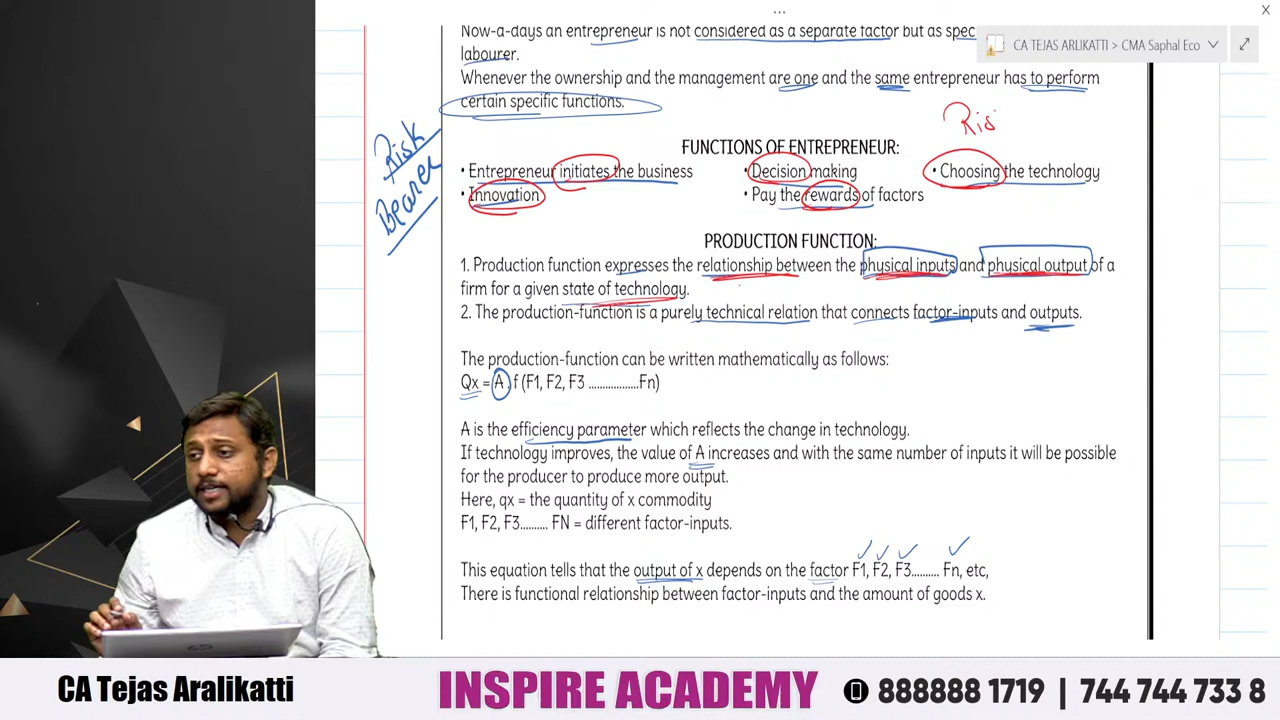 Now-a-days an entrepreneur is not considered as a separate factor but as spec
labourer.
Whenever the ownership and the management are one and the same entrepreneur has to perform
certain specific functions.
CA TEJAS ARLIKATTI > CMA Saphal Eco
Ris
Risk
Bearer
FUNCTIONS OF ENTREPRENEUR:
• Entrepreneur initiates the business • Decision making • Choosing the technology
• Innovation • Pay the rewards of factors
PRODUCTION FUNCTION:
1. Production function expresses the relationship between the physical inputs and physical output of a
firm for a given state of technology.
2. The production-function is a purely technical relation that connects factor-inputs and outputs.
The production-function can be written mathematically as follows:
Qx = A. f (F1, F2, F3 ..................Fn)
A is the efficiency parameter which reflects the change in technology.
If technology improves, the value of A increases and with the same number of inputs it will be possible
for the producer to produce more output.
Here, qx = the quantity of x commodity
F1, F2, F3.......... FN = different factor-inputs.
This equation tells that the output of x depends on the factor F1, F2, F3.......... Fn, etc,
There is functional relationship between factor-inputs and the amount of goods x.
CA Tejas Aralikatti INSPIRE ACADEMY 888888 1719 | 744 744 733 8